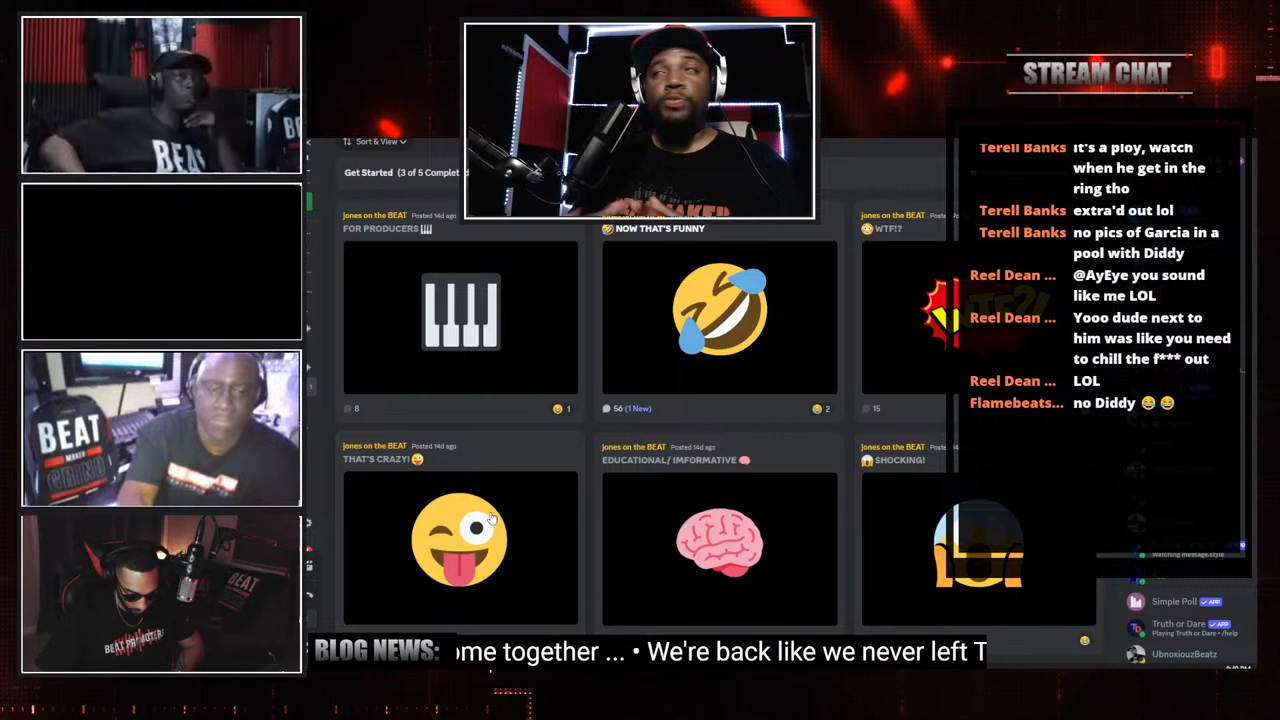 STREAM CHAT
Terell Banks It's a ploy, watch
when he get in the
ring tho
Terell Banks extra'd out lol
Terell Banks no pics of Garcia in a
pool with Diddy
Reel Dean ... @AyEye you sound
like me LOL
Reel Dean ... Yooo dude next to
him was like you need
to chill the f*** out
Reel Dean ... LOL
Flamebeats... no Diddy 😂 😂
Sort & View
Get Started (3 of 5 Complet
jones on the BEAT Posted 14d ago
FOR PRODUCERS 🎹
8
😆 1
NOW THAT'S FUNNY
56 (1 New)
😂 2
jones on the BEAT Poste
😳 WTF!?
15
jones on the BEAT Posted 14d ago
THAT'S CRAZY! 😜
jones on the BEAT Posted 14d ago
EDUCATIONAL/ IMFORMATIVE 🧠
jones on the BEAT Poste
😱 SHOCKING!
BEAT
BEAT
MAKER
GRIND
BEAT PROMOTERS
BEAT
Watching message.style
Simple Poll ✓ APP
Truth or Dare ✓ APP
Playing Truth or Dare • /help
UbnoxiouzBeatz
BLOG NEWS: ome together ... • We're back like we never left T